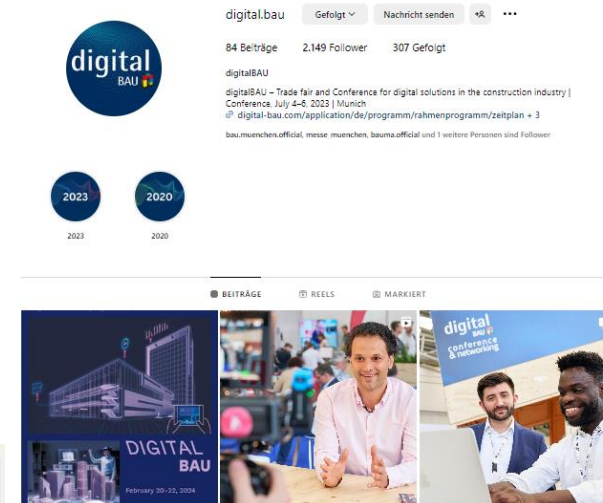 digital.bau Gefolgt Nachricht senden
84 Beiträge 2.149 Follower 307 Gefolgt
digital
BAU
digitalBAU
digitalBAU – Trade fair and Conference for digital solutions in the construction industry |
Conference. July 4–6, 2023 | Munich
digital-bau.com/application/de/programm/rahmenprogramm/zeitplan + 3
bau.muenchen.official, messe_muenchen, bauma.official und 1 weitere Personen sind Follower
2023 2020
2023 2020
BEITRÄGE REELS MARKIERT
digital
BAU
conference
& networking
DIGITAL
BAU
February 20–22, 2024